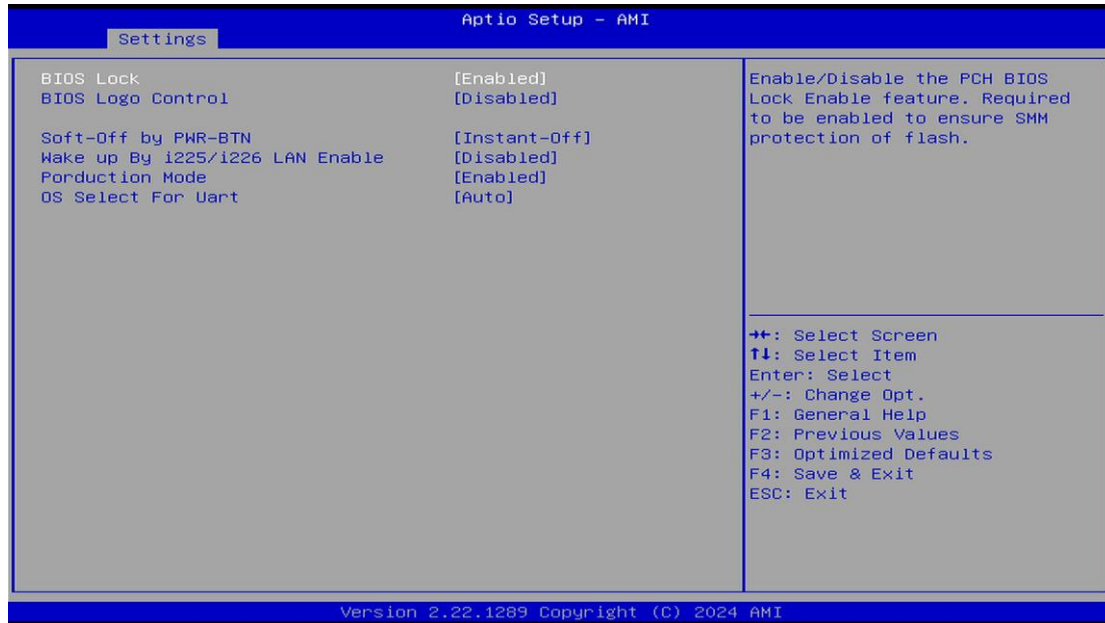 Aptio Setup – AMI
Settings
BIOS Lock [Enabled]
BIOS Logo Control [Disabled]
Soft-Off by PWR-BTN [Instant-Off]
Wake up By i225/i226 LAN Enable [Disabled]
Porduction Mode [Enabled]
OS Select For Uart [Auto]
Enable/Disable the PCH BIOS
Lock Enable feature. Required
to be enabled to ensure SMM
protection of flash.
→←: Select Screen
↑↓: Select Item
Enter: Select
+/-: Change Opt.
F1: General Help
F2: Previous Values
F3: Optimized Defaults
F4: Save & Exit
ESC: Exit
Version 2.22.1289 Copyright (C) 2024 AMI